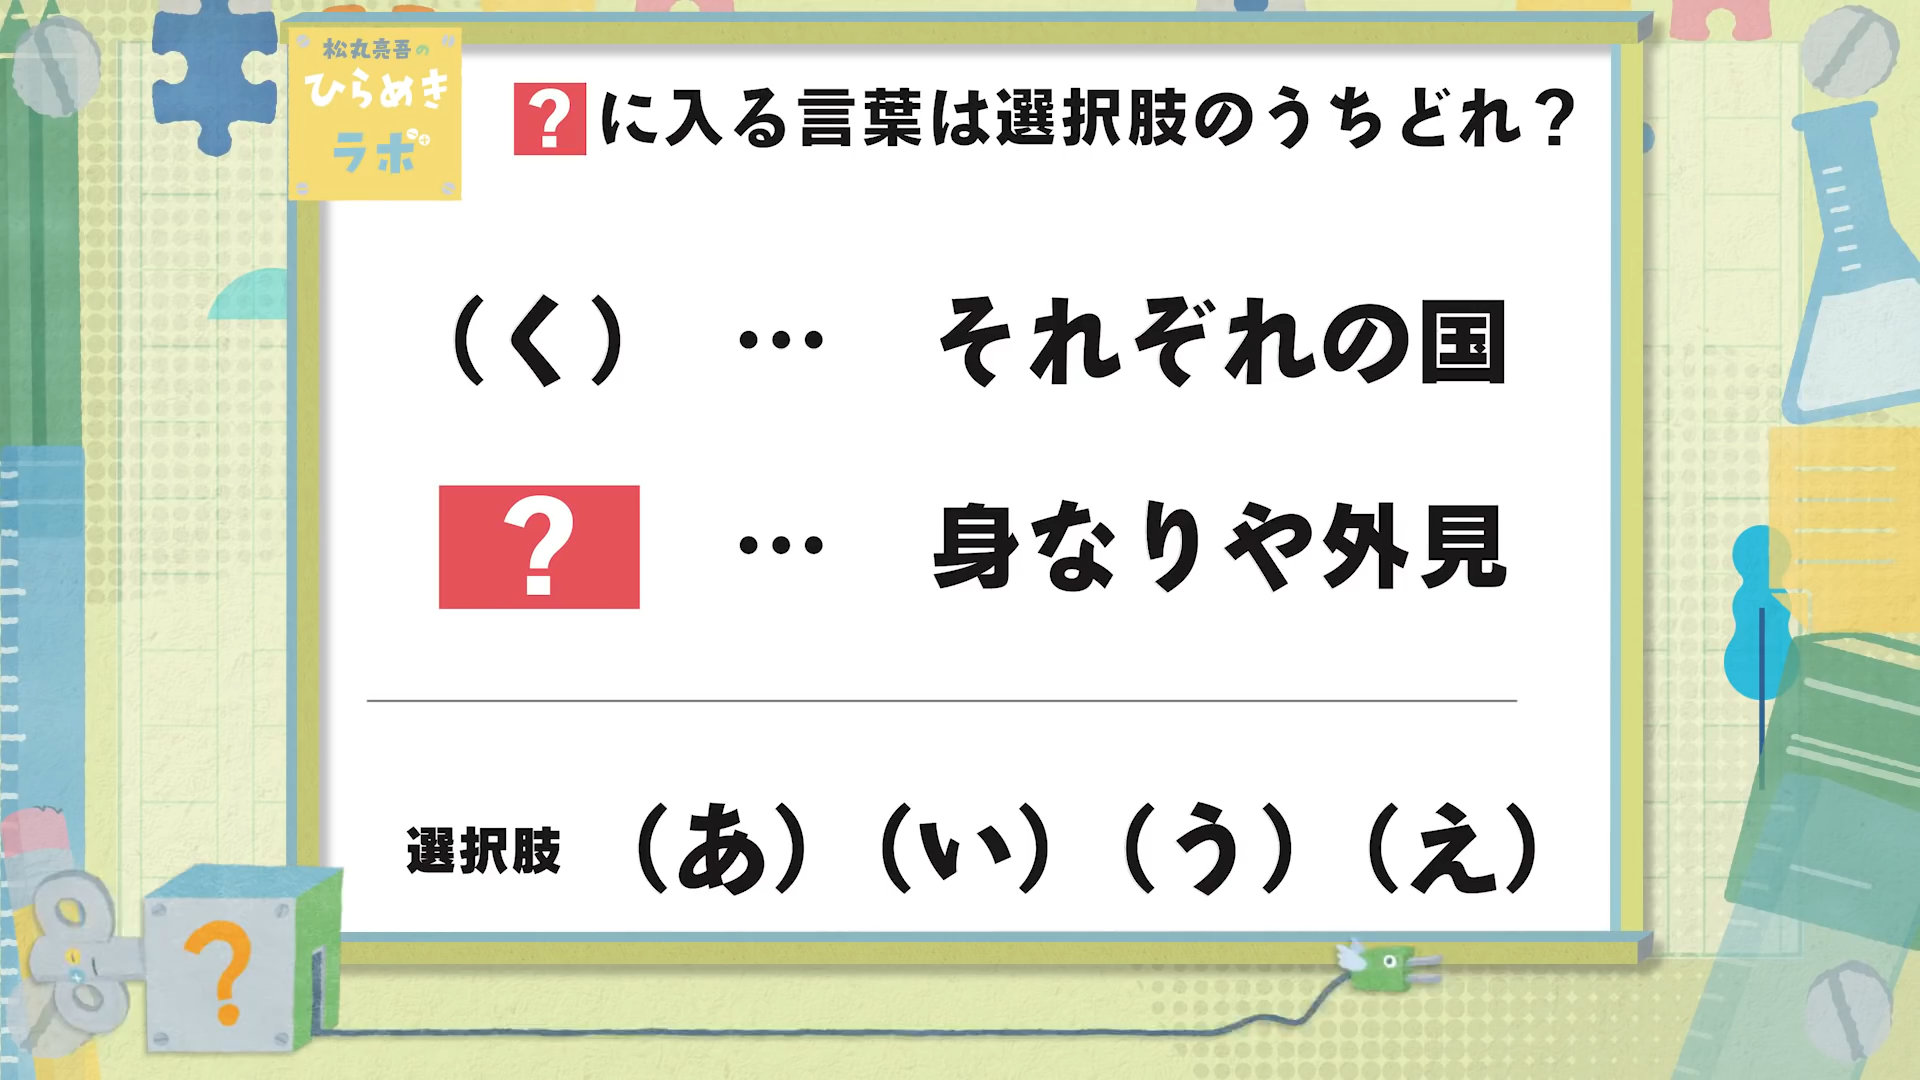 松丸亮吾の
ひらめき
ラボ
?に入る言葉は選択肢のうちどれ?
（く） … それぞれの国
? … 身なりや外見
選択肢 （あ）（い）（う）（え）
?